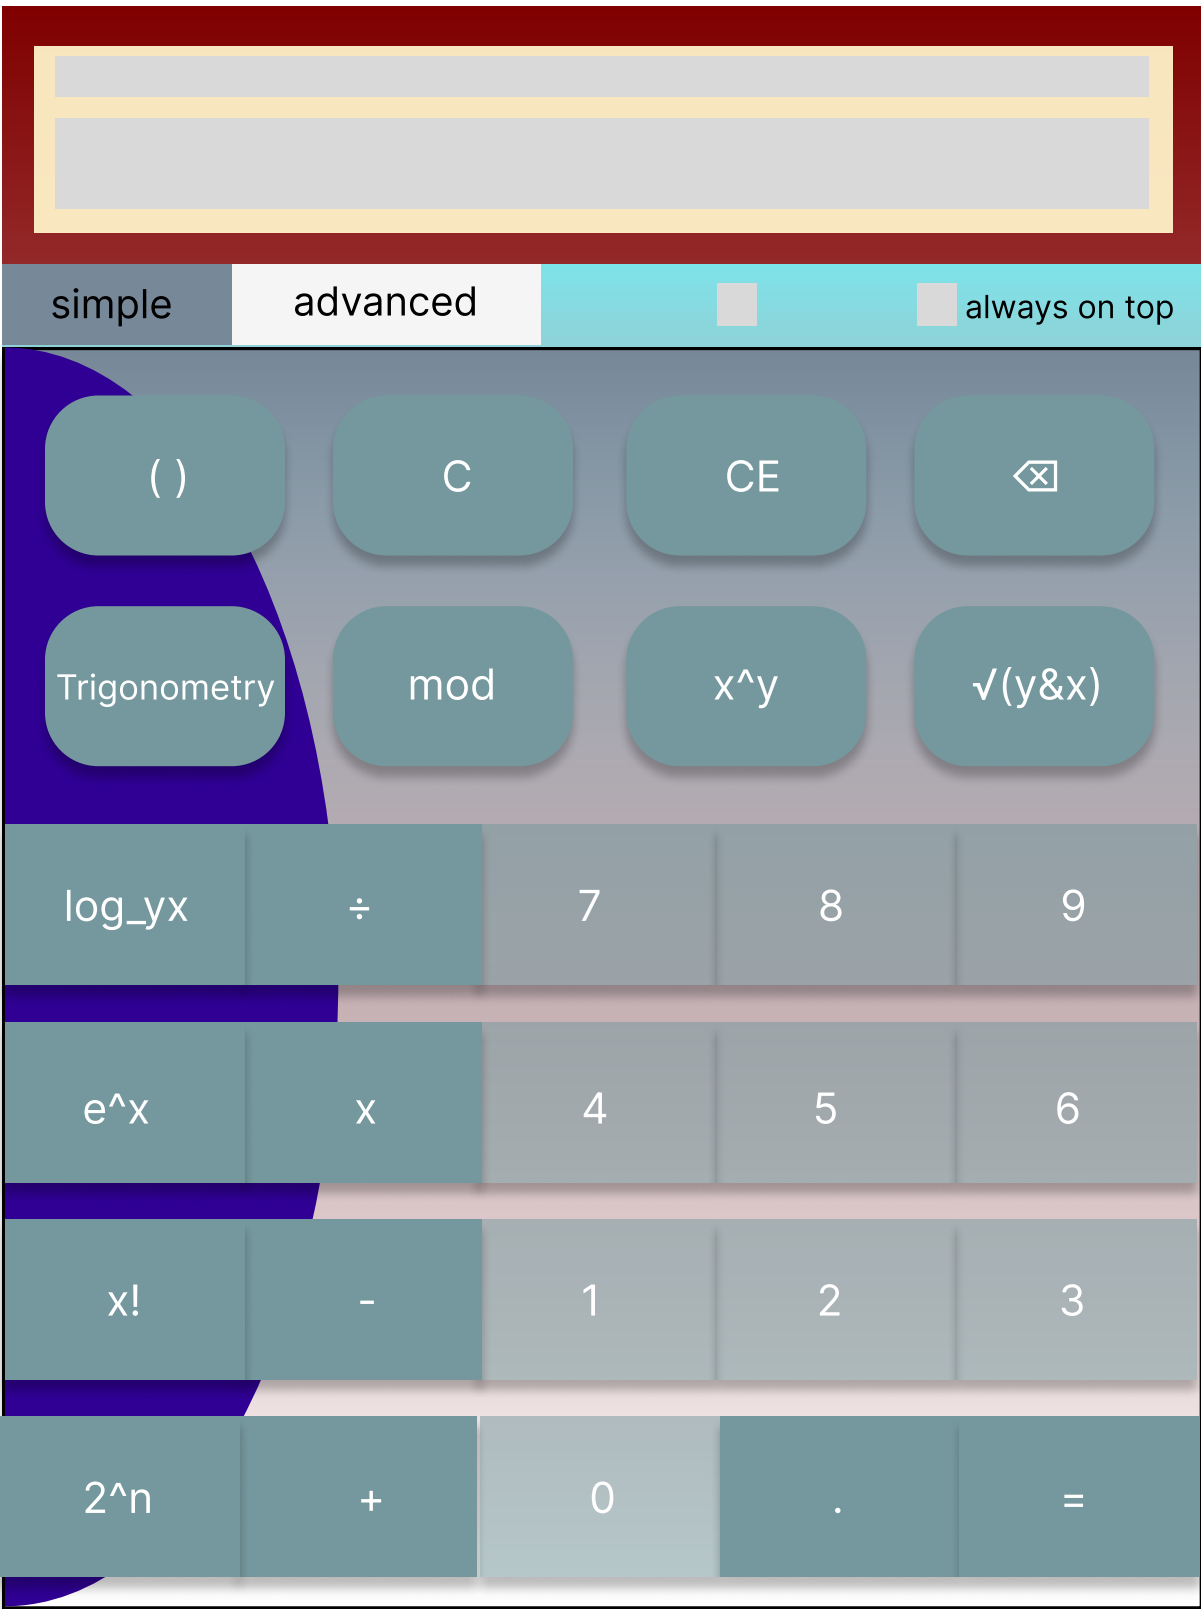 simple advanced always on top
( ) C CE ⌫
Trigonometry mod x^y √(y&x)
log_yx ÷ 7 8 9
e^x x 4 5 6
x! - 1 2 3
2^n + 0 . =